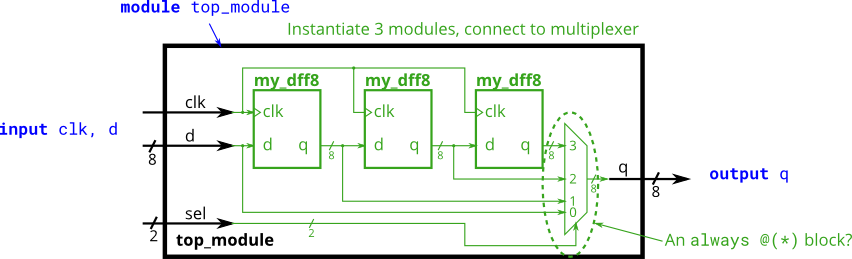 module top_module
Instantiate 3 modules, connect to multiplexer
my_dff8 my_dff8 my_dff8
clk clk clk clk
input clk, d
d d q d q d q 3
8 8 8 8
q
output q
2
8 8
1
0
sel
2 2
top_module
An always @(*) block?